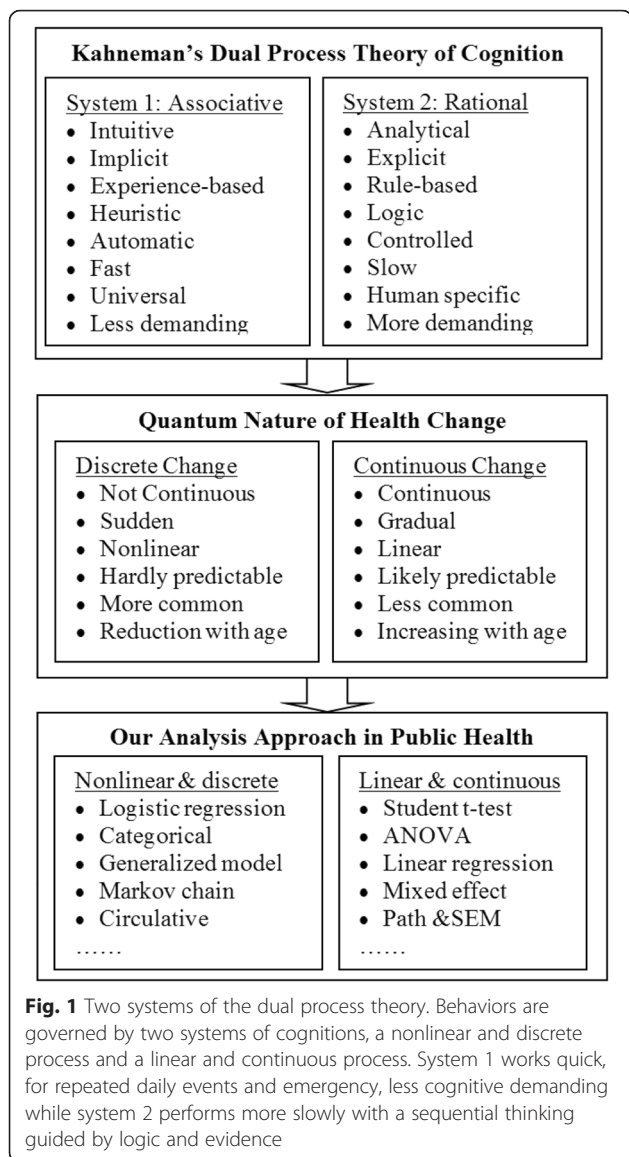 Kahneman's Dual Process Theory of Cognition
System 1: Associative
• Intuitive
• Implicit
• Experience-based
• Heuristic
• Automatic
• Fast
• Universal
• Less demanding
System 2: Rational
• Analytical
• Explicit
• Rule-based
• Logic
• Controlled
• Slow
• Human specific
• More demanding
Quantum Nature of Health Change
Discrete Change
• Not Continuous
• Sudden
• Nonlinear
• Hardly predictable
• More common
• Reduction with age
Continuous Change
• Continuous
• Gradual
• Linear
• Likely predictable
• Less common
• Increasing with age
Our Analysis Approach in Public Health
Nonlinear & discrete
• Logistic regression
• Categorical
• Generalized model
• Markov chain
• Circulative
……
Linear & continuous
• Student t-test
• ANOVA
• Linear regression
• Mixed effect
• Path &SEM
……
Fig. 1 Two systems of the dual process theory. Behaviors are
governed by two systems of cognitions, a nonlinear and discrete
process and a linear and continuous process. System 1 works quick,
for repeated daily events and emergency, less cognitive demanding
while system 2 performs more slowly with a sequential thinking
guided by logic and evidence